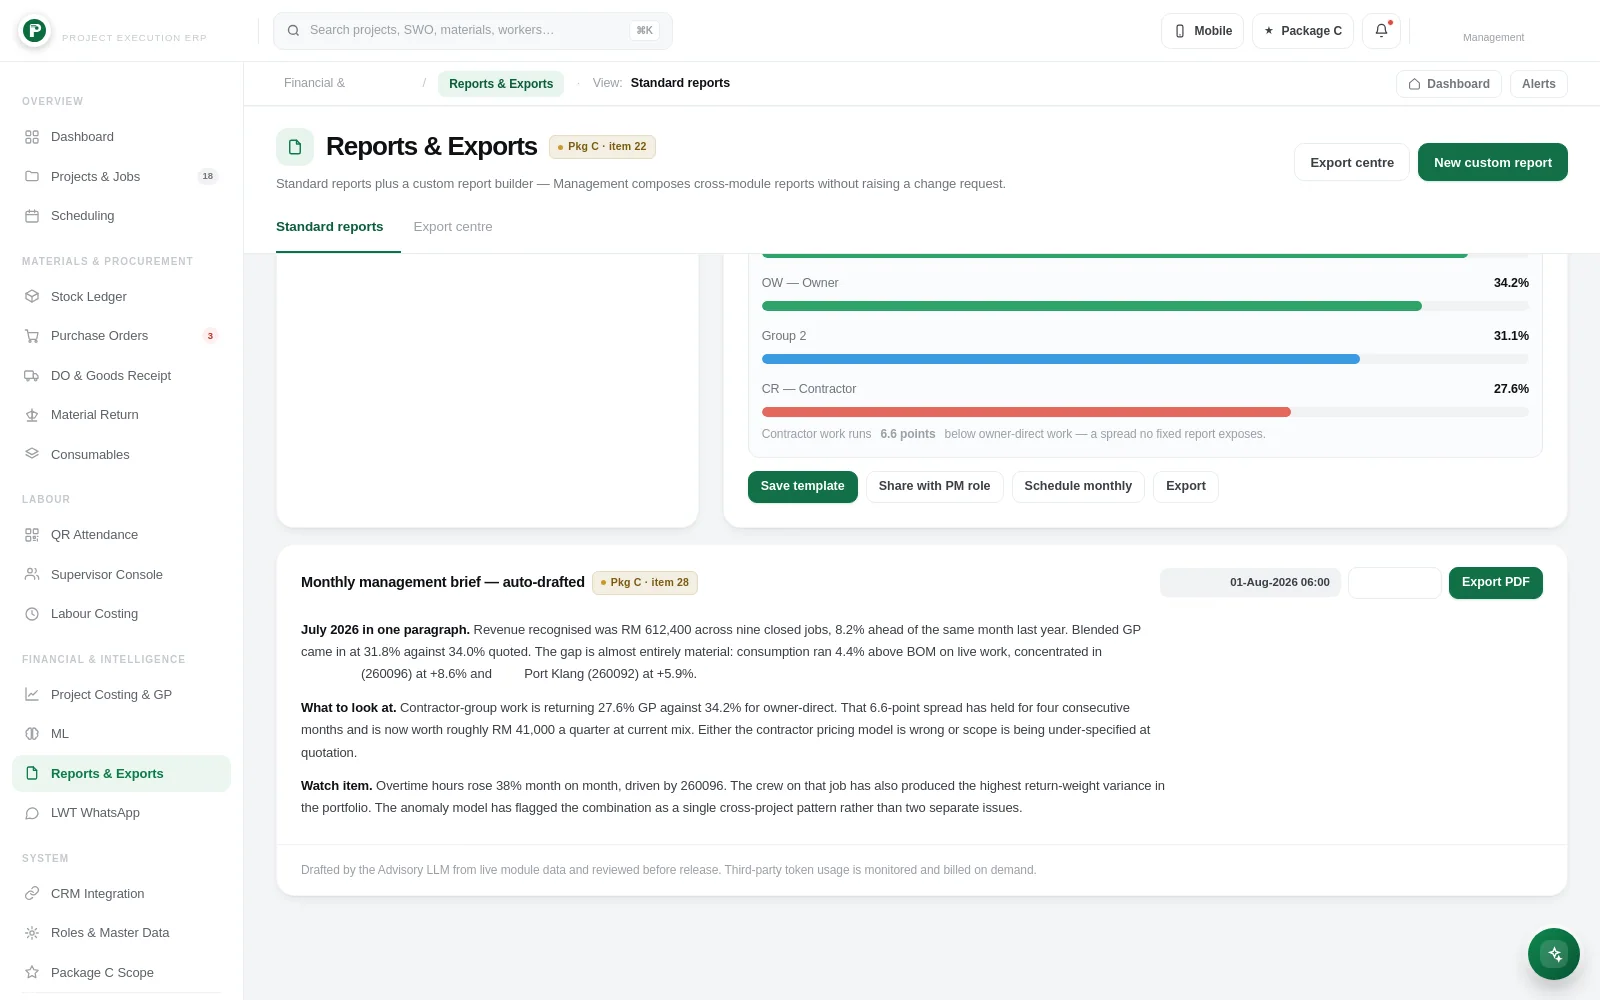 PROJECT EXECUTION ERP
Search projects, SWO, materials, workers…
⌘K
Mobile
Package C
Management
OVERVIEW
Dashboard
Projects & Jobs
18
Scheduling
MATERIALS & PROCUREMENT
Stock Ledger
Purchase Orders
3
DO & Goods Receipt
Material Return
Consumables
LABOUR
QR Attendance
Supervisor Console
Labour Costing
FINANCIAL & INTELLIGENCE
Project Costing & GP
ML
Reports & Exports
LWT WhatsApp
SYSTEM
CRM Integration
Roles & Master Data
Package C Scope
Financial & / Reports & Exports · View: Standard reports
Dashboard
Alerts
Reports & Exports
Pkg C · item 22
Standard reports plus a custom report builder — Management composes cross-module reports without raising a change request.
Export centre
New custom report
Standard reports
Export centre
OW — Owner 34.2%
Group 2 31.1%
CR — Contractor 27.6%
Contractor work runs 6.6 points below owner-direct work — a spread no fixed report exposes.
Save template
Share with PM role
Schedule monthly
Export
Monthly management brief — auto-drafted
Pkg C · item 28
01-Aug-2026 06:00
Export PDF
July 2026 in one paragraph. Revenue recognised was RM 612,400 across nine closed jobs, 8.2% ahead of the same month last year. Blended GP
came in at 31.8% against 34.0% quoted. The gap is almost entirely material: consumption ran 4.4% above BOM on live work, concentrated in
(260096) at +8.6% and Port Klang (260092) at +5.9%.
What to look at. Contractor-group work is returning 27.6% GP against 34.2% for owner-direct. That 6.6-point spread has held for four consecutive
months and is now worth roughly RM 41,000 a quarter at current mix. Either the contractor pricing model is wrong or scope is being under-specified at
quotation.
Watch item. Overtime hours rose 38% month on month, driven by 260096. The crew on that job has also produced the highest return-weight variance in
the portfolio. The anomaly model has flagged the combination as a single cross-project pattern rather than two separate issues.
Drafted by the Advisory LLM from live module data and reviewed before release. Third-party token usage is monitored and billed on demand.